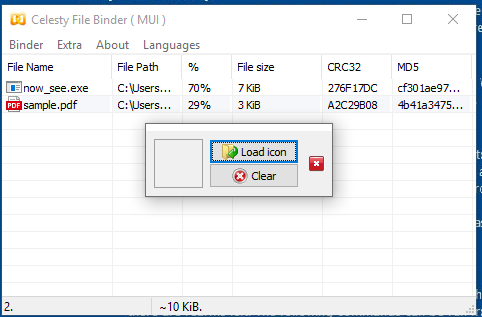 Celesty File Binder ( MUI )
Binder Extra About Languages
File Name File Path % File size CRC32 MD5
now_see.exe C:\Users... 70% 7 KiB 276F17DC cf301ae97...
sample.pdf C:\Users... 29% 3 KiB A2C29B08 4b41a3475...
PDF
Load icon
Clear
2. ~10 KiB.